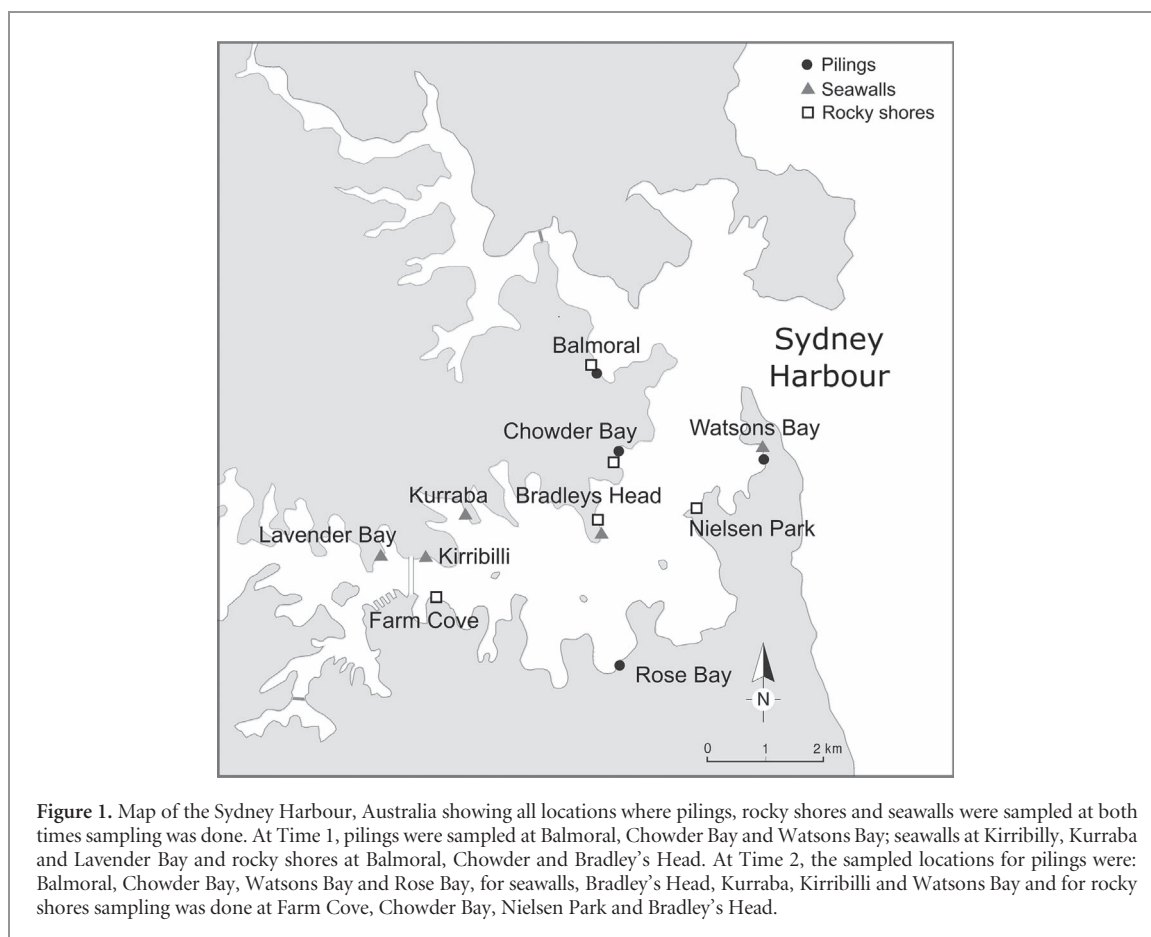 Pilings
Seawalls
Rocky shores
Sydney
Harbour
Balmoral
Chowder Bay
Watsons Bay
Kurraba
Bradleys Head
Nielsen Park
Lavender Bay
Kirribilli
Farm Cove
Rose Bay
N
0 1 2 km
Figure 1. Map of the Sydney Harbour, Australia showing all locations where pilings, rocky shores and seawalls were sampled at both
times sampling was done. At Time 1, pilings were sampled at Balmoral, Chowder Bay and Watsons Bay; seawalls at Kirribilly, Kurraba
and Lavender Bay and rocky shores at Balmoral, Chowder and Bradley's Head. At Time 2, the sampled locations for pilings were:
Balmoral, Chowder Bay, Watsons Bay and Rose Bay, for seawalls, Bradley's Head, Kurraba, Kirribilli and Watsons Bay and for rocky
shores sampling was done at Farm Cove, Chowder Bay, Nielsen Park and Bradley's Head.